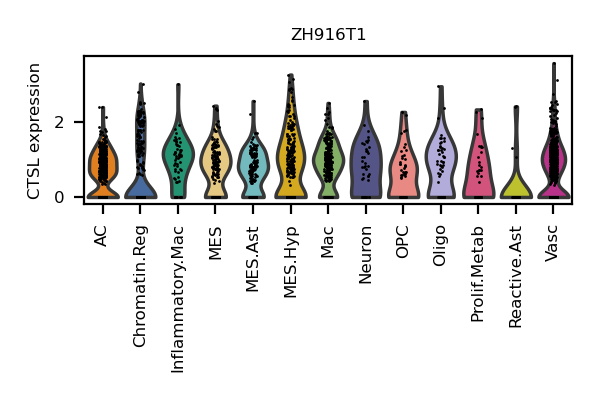 ZH916T1
CTSL expression
2
0
AC
Chromatin.Reg
Inflammatory.Mac
MES
MES.Ast
MES.Hyp
Mac
Neuron
OPC
Oligo
Prolif.Metab
Reactive.Ast
Vasc